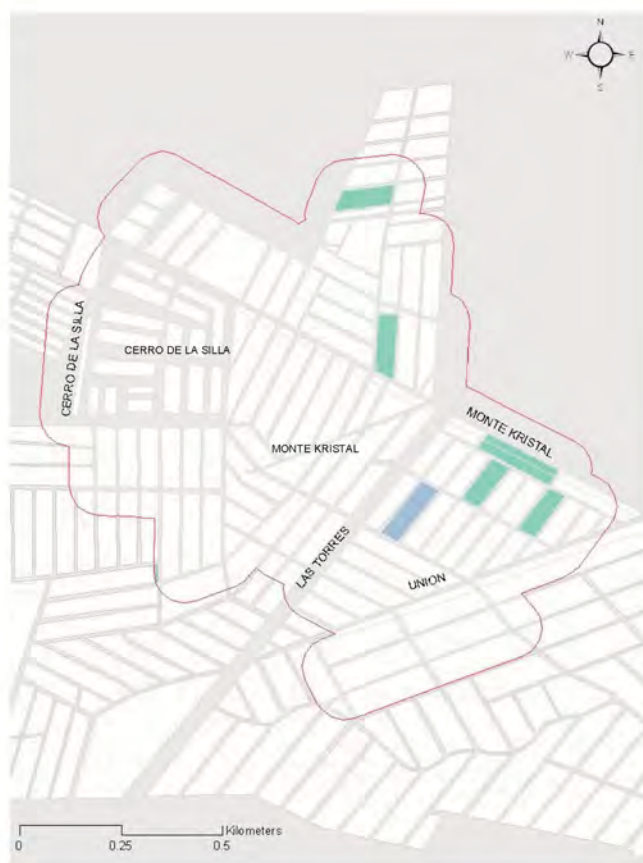 N
W E
S
CERRO DE LA SILLA
CERRO DE LA SILLA
MONTE KRISTAL
MONTE KRISTAL
LAS TORRES
UNION
Kilometers
0 0.25 0.5